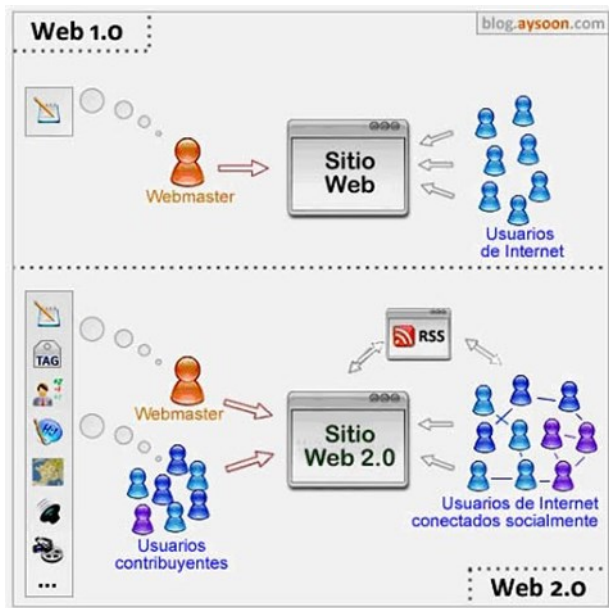 Web 1.0
blog.aysoon.com
Webmaster
Sitio
Web
Usuarios
de Internet
TAG
RSS
Webmaster
Sitio
Web 2.0
Usuarios
contribuyentes
Usuarios de Internet
conectados socialmente
...
Web 2.0